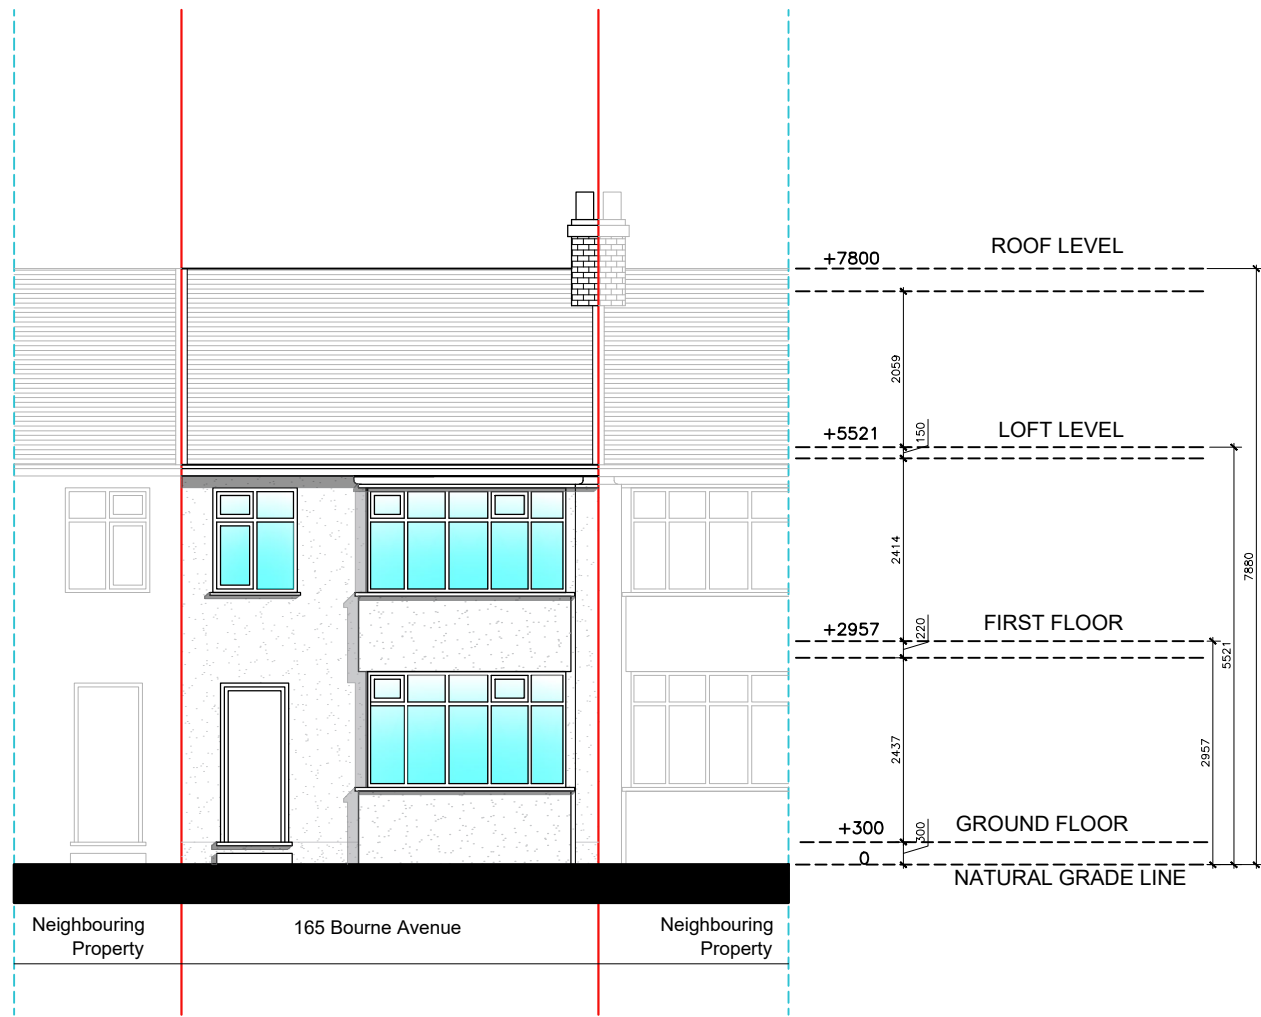 ROOF LEVEL
+7800
2059
7880
LOFT LEVEL
+5521
150
2414
5521
FIRST FLOOR
+2957
220
2437
2957
GROUND FLOOR
+300
300
0
NATURAL GRADE LINE
Neighbouring
Property
165 Bourne Avenue
Neighbouring
Property